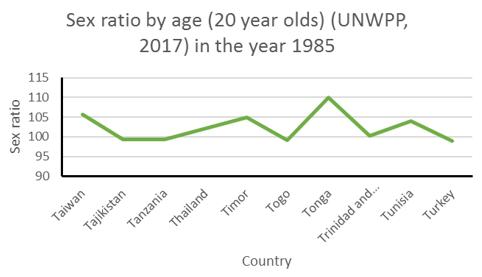 Sex ratio by age (20 year olds) (UNWPP,
2017) in the year 1985
115
110
105
100
95
90
Sex ratio
Taiwan
Tajikistan
Tanzania
Thailand
Timor
Togo
Tonga
Trinidad and...
Tunisia
Turkey
Country